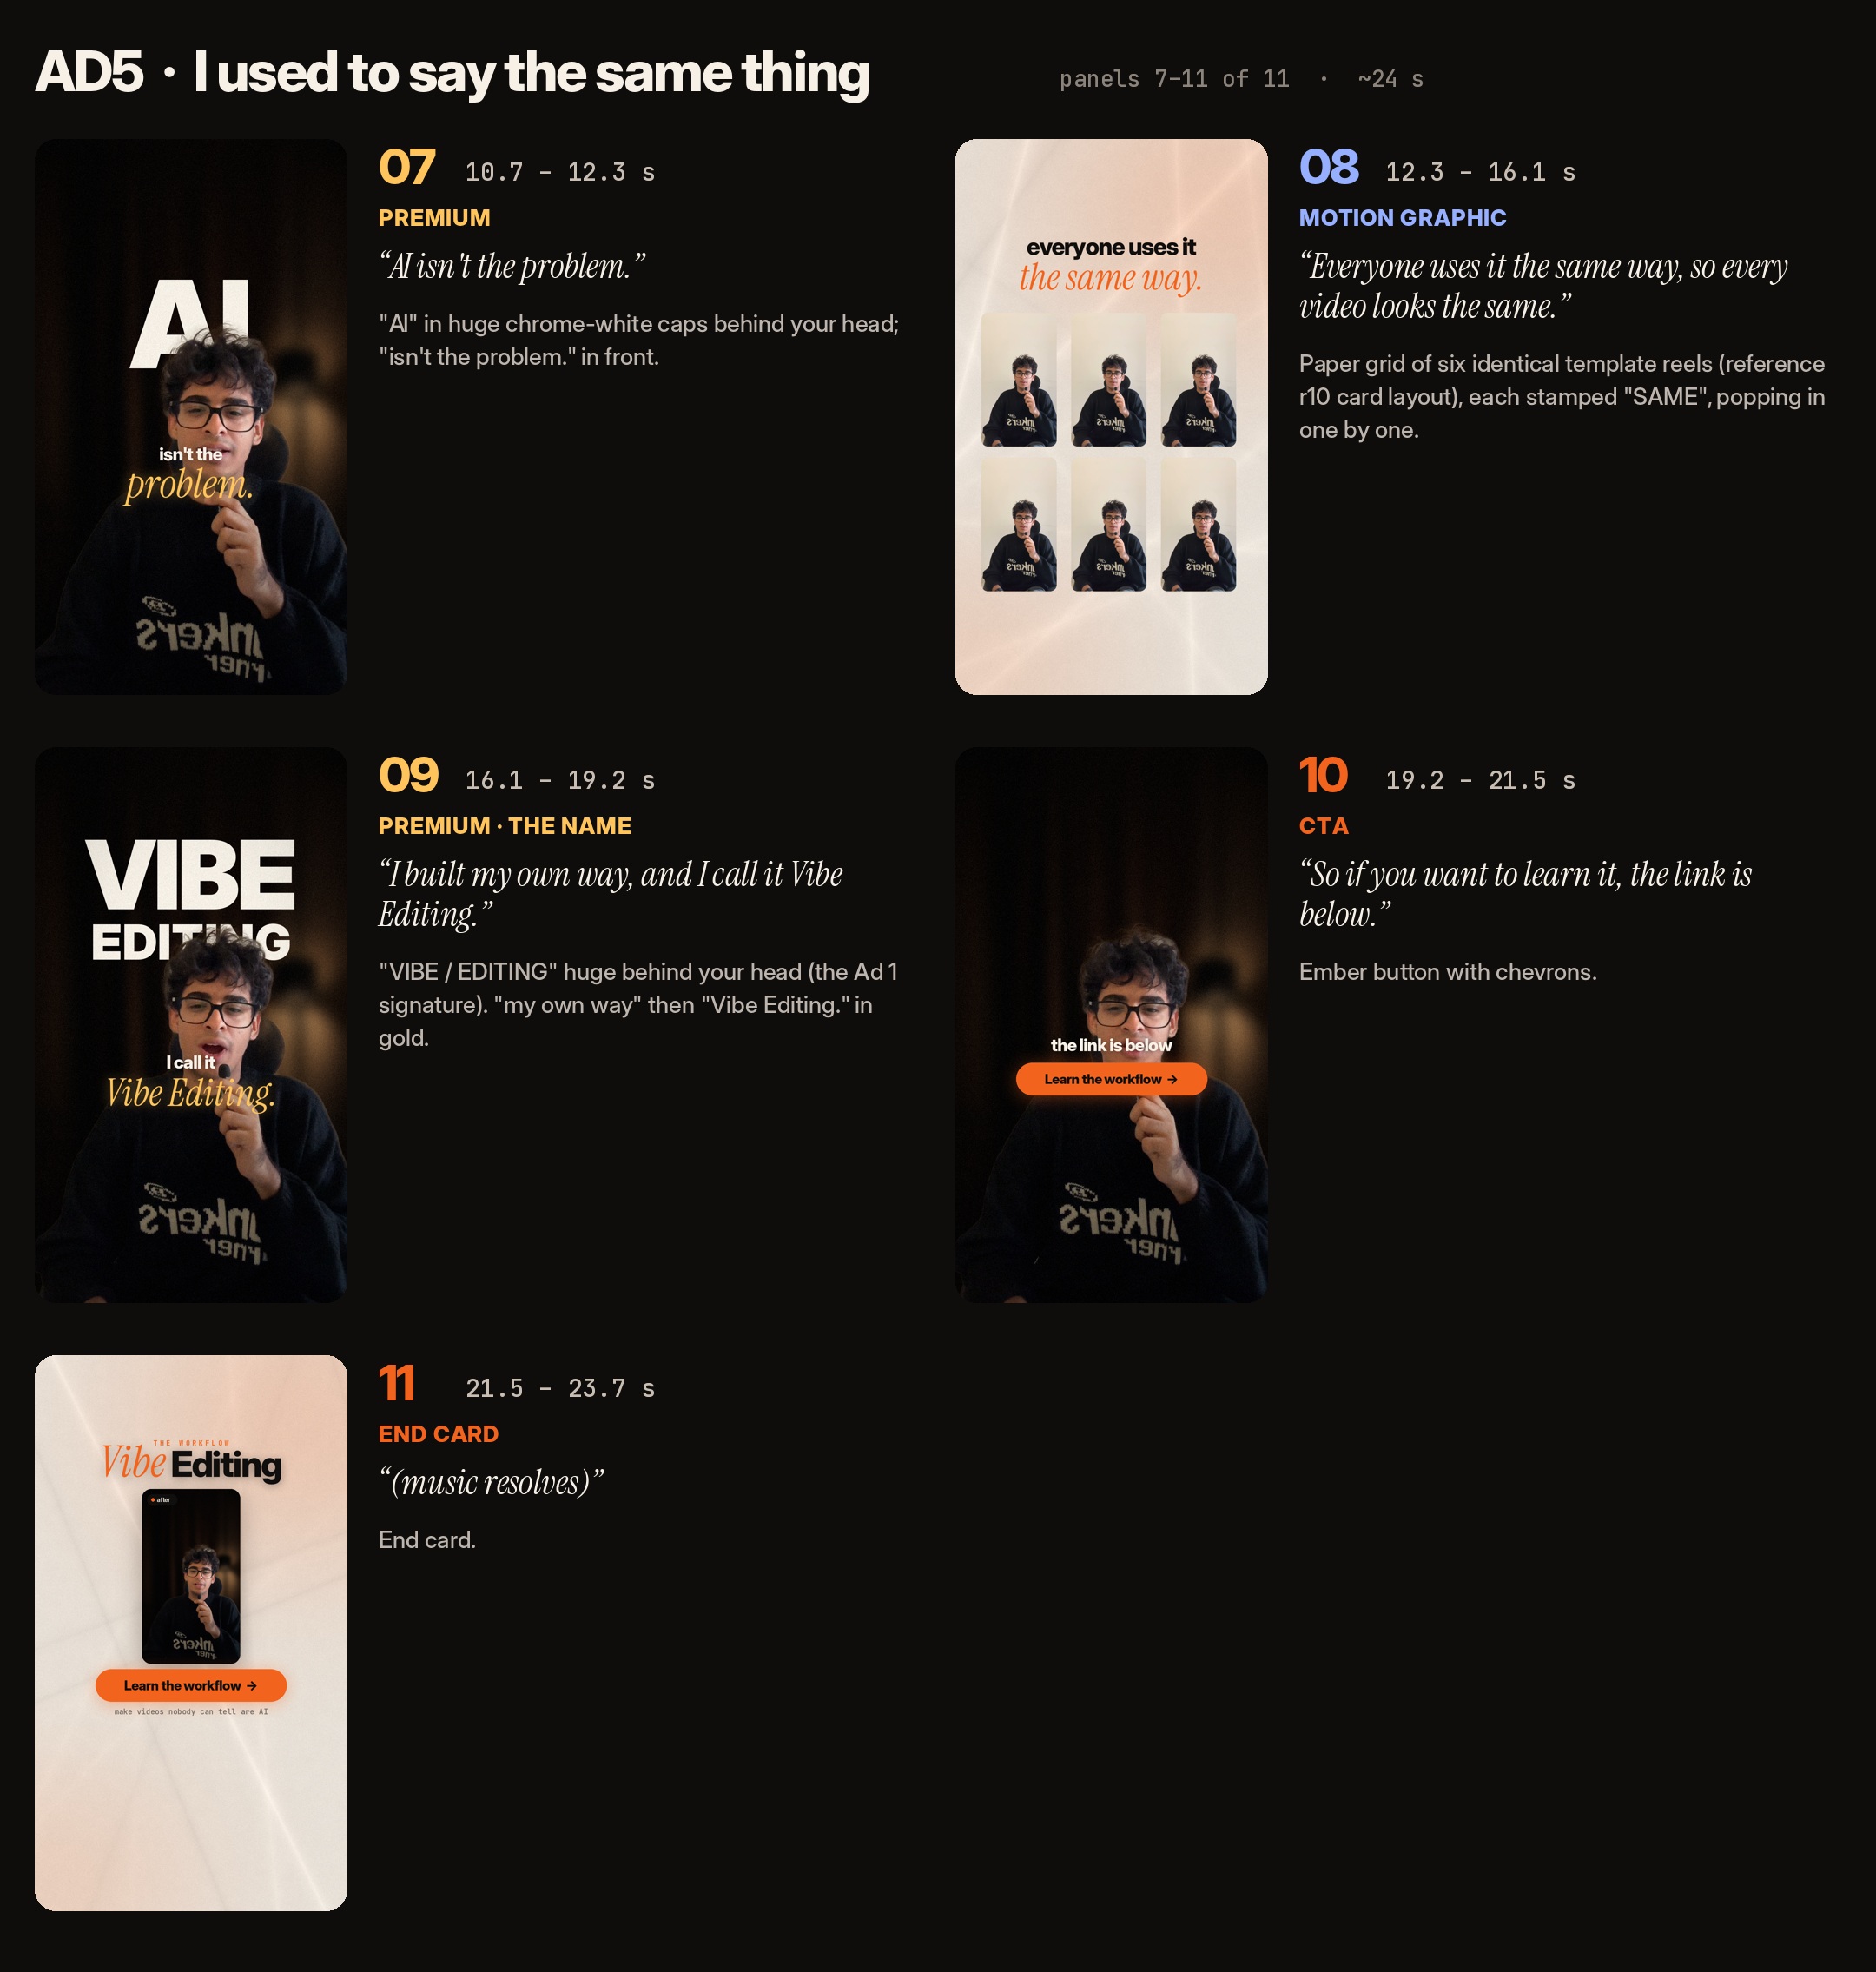 AD5 · I used to say the same thing
panels 7–11 of 11 · ~24 s
AI
isn't the
problem.
07 10.7 – 12.3 s
PREMIUM
“AI isn't the problem.”
"AI" in huge chrome-white caps behind your head;
"isn't the problem." in front.
everyone uses it
the same way.
08 12.3 – 16.1 s
MOTION GRAPHIC
“Everyone uses it the same way, so every
video looks the same.”
Paper grid of six identical template reels (reference
r10 card layout), each stamped "SAME", popping in
one by one.
VIBE
EDITING
I call it
Vibe Editing.
09 16.1 – 19.2 s
PREMIUM · THE NAME
“I built my own way, and I call it Vibe
Editing.”
"VIBE / EDITING" huge behind your head (the Ad 1
signature). "my own way" then "Vibe Editing." in
gold.
the link is below
Learn the workflow →
10 19.2 – 21.5 s
CTA
“So if you want to learn it, the link is
below.”
Ember button with chevrons.
THE WORKFLOW
Vibe Editing
after
Learn the workflow →
make videos nobody can tell are AI
11 21.5 – 23.7 s
END CARD
“(music resolves)”
End card.